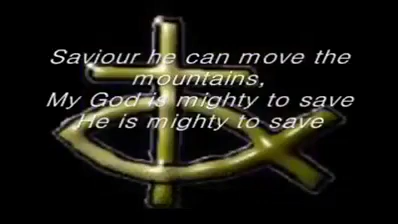 Saviour he can move the
mountains,
My God is mighty to save
He is mighty to save